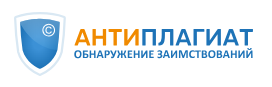 ©
АНТИПЛАГИАТ
ОБНАРУЖЕНИЕ ЗАИМСТВОВАНИЙ